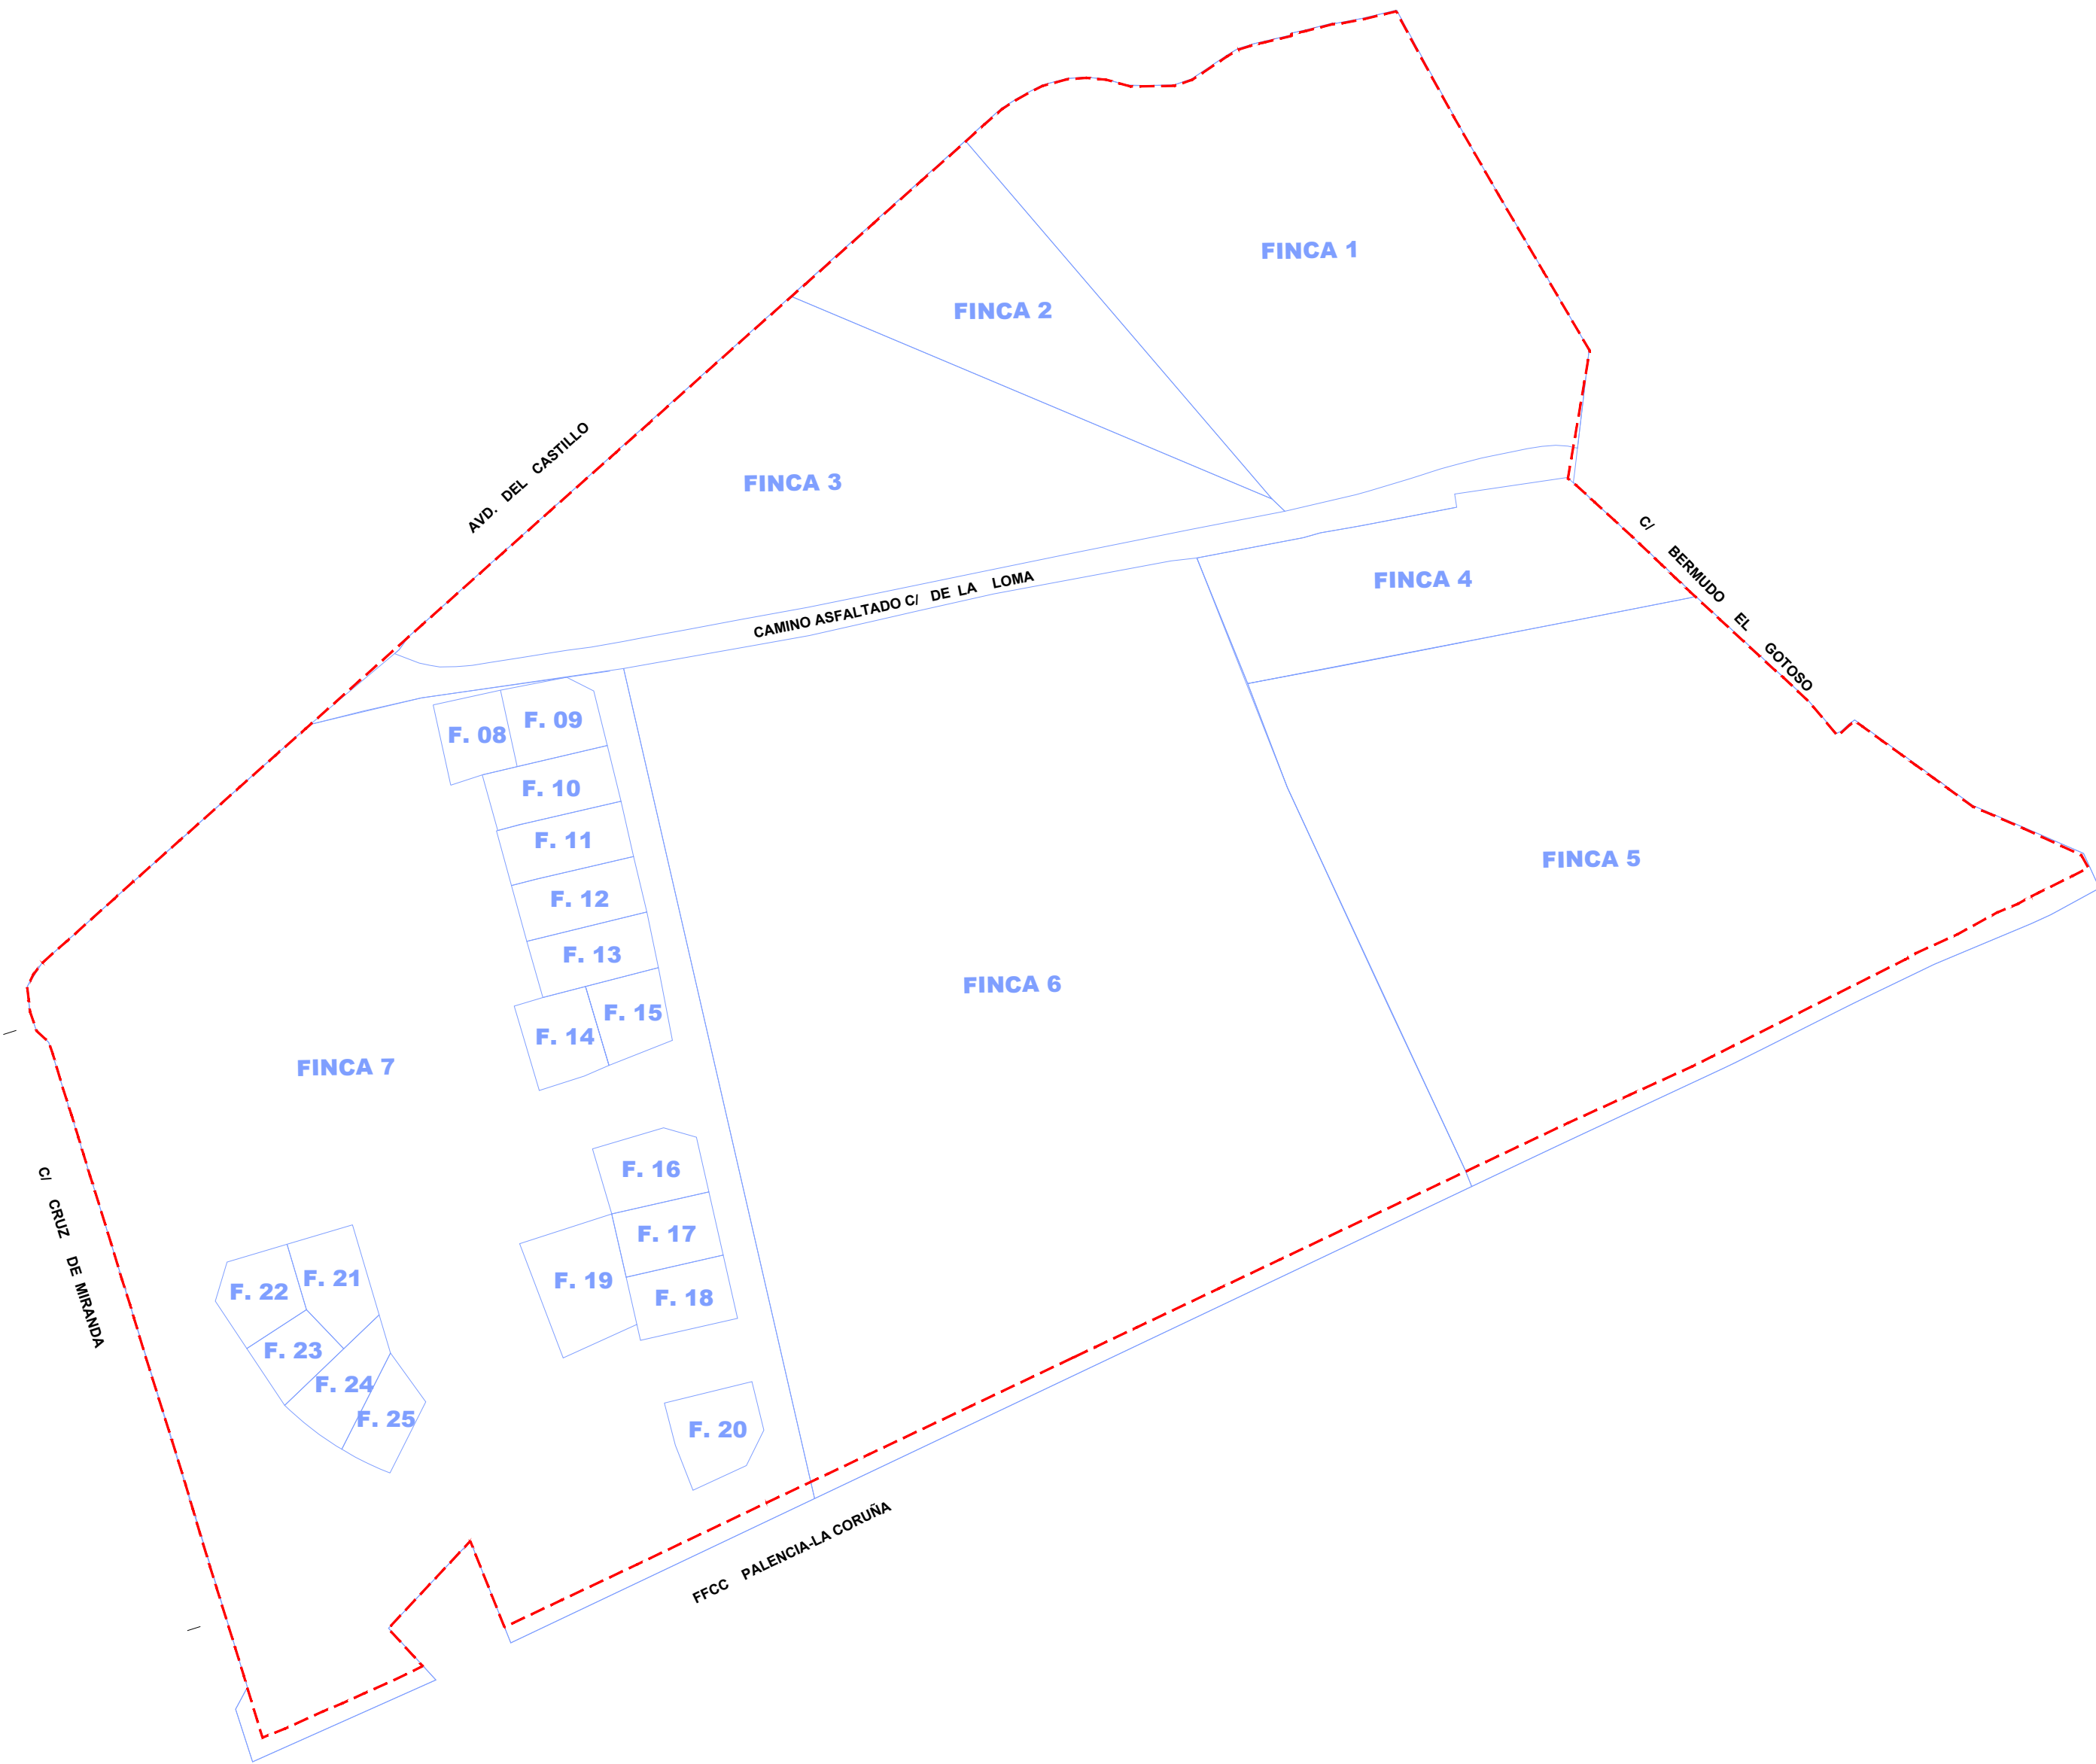 FINCA 1
FINCA 2
AVD. DEL CASTILLO
FINCA 3
C/ BERMUDO EL GOTOSO
FINCA 4
CAMINO ASFALTADO C/ DE LA LOMA
F. 08
F. 09
F. 10
F. 11
FINCA 5
F. 12
F. 13
FINCA 6
F. 15
F. 14
FINCA 7
F. 16
C/ CRUZ DE MIRANDA
F. 17
F. 19
F. 18
F. 21
F. 22
F. 23
F. 24
F. 25
F. 20
FFCC PALENCIA-LA CORUÑA